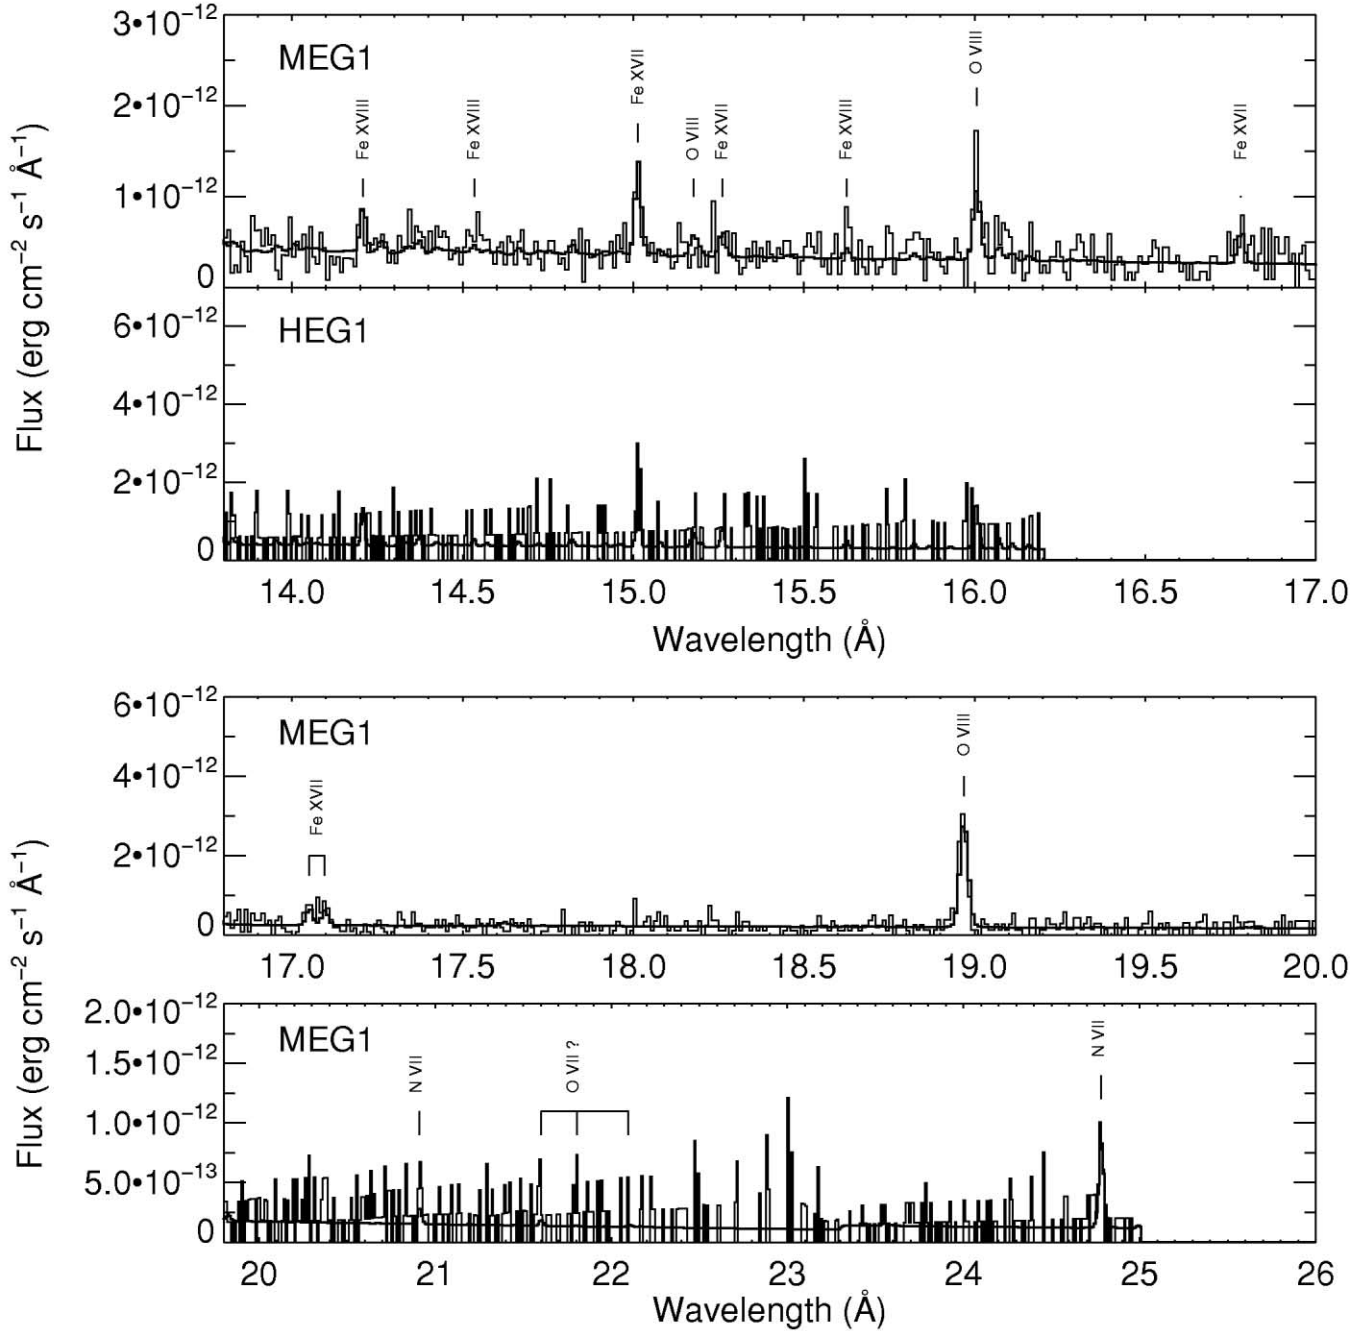 3•10⁻¹²
MEG1
Fe XVIII
Fe XVIII
Fe XVII
O VIII
Fe XVII
Fe XVIII
O VIII
Fe XVII
2•10⁻¹²
1•10⁻¹²
0
Flux (erg cm⁻² s⁻¹ Å⁻¹)
HEG1
6•10⁻¹²
4•10⁻¹²
2•10⁻¹²
0
14.0 14.5 15.0 15.5 16.0 16.5 17.0
Wavelength (Å)
6•10⁻¹²
MEG1
Fe XVII
O VIII
4•10⁻¹²
2•10⁻¹²
0
17.0 17.5 18.0 18.5 19.0 19.5 20.0
Flux (erg cm⁻² s⁻¹ Å⁻¹)
2.0•10⁻¹²
MEG1
N VII
O VII ?
N VII
1.5•10⁻¹²
1.0•10⁻¹²
5.0•10⁻¹³
0
20 21 22 23 24 25 26
Wavelength (Å)